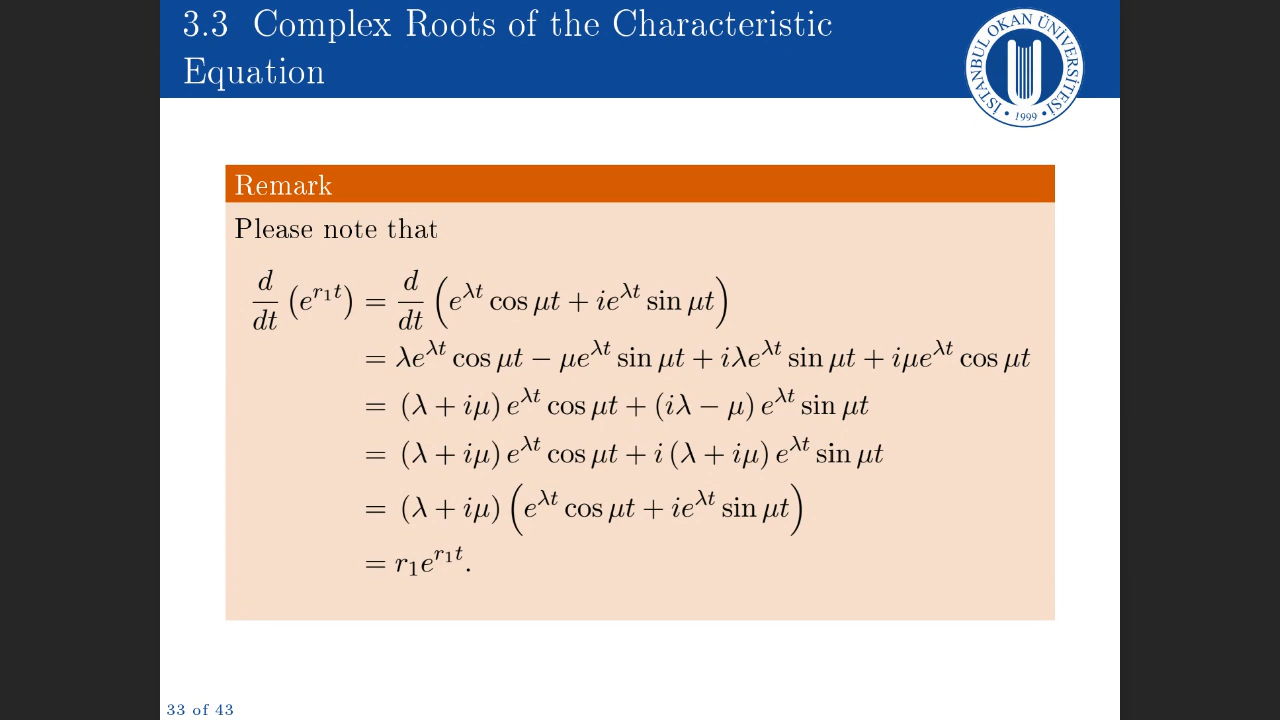 3.3 Complex Roots of the Characteristic
Equation
İSTANBUL OKAN ÜNİVERSİTESİ
• 1999 •
Remark
Please note that
d/dt (e^{r₁t}) = d/dt (e^{λt} cos μt + ie^{λt} sin μt)
= λe^{λt} cos μt − μe^{λt} sin μt + iλe^{λt} sin μt + iμe^{λt} cos μt
= (λ + iμ) e^{λt} cos μt + (iλ − μ) e^{λt} sin μt
= (λ + iμ) e^{λt} cos μt + i (λ + iμ) e^{λt} sin μt
= (λ + iμ) (e^{λt} cos μt + ie^{λt} sin μt)
= r₁e^{r₁t}.
33 of 43